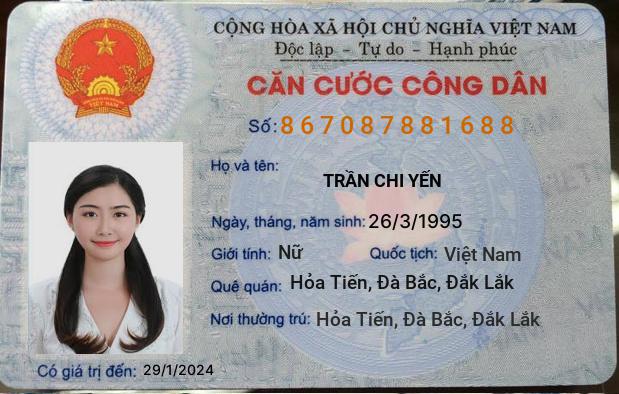 CỘNG HÒA XÃ HỘI CHỦ NGHĨA VIỆT NAM
Độc lập - Tự do - Hạnh phúc
CĂN CƯỚC CÔNG DÂN
Số: 867087881688
Họ và tên:
TRẦN CHI YẾN
Ngày, tháng, năm sinh: 26/3/1995
Giới tính: Nữ Quốc tịch: Việt Nam
Quê quán: Hỏa Tiến, Đà Bắc, Đắk Lắk
Nơi thường trú: Hỏa Tiến, Đà Bắc, Đắk Lắk
Có giá trị đến: 29/1/2024
VIỆT NAM